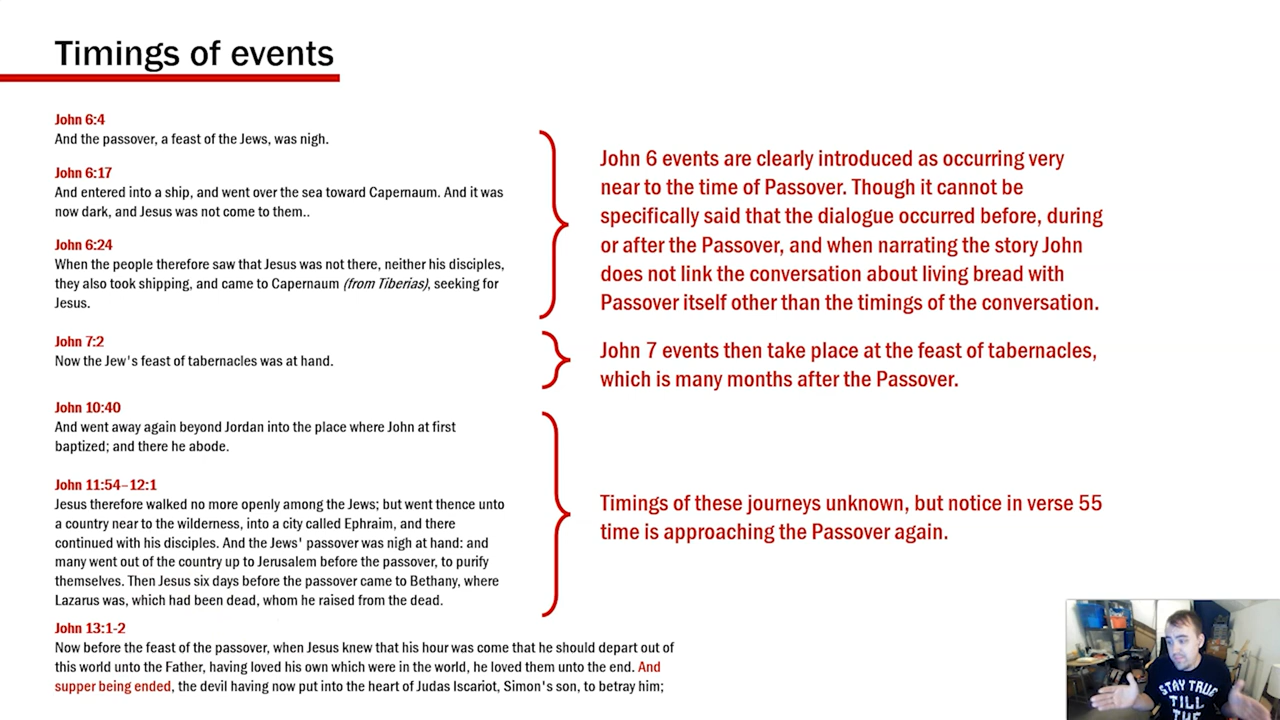 Timings of events
John 6:4
And the passover, a feast of the Jews, was nigh.
John 6:17
And entered into a ship, and went over the sea toward Capernaum. And it was
now dark, and Jesus was not come to them..
John 6:24
When the people therefore saw that Jesus was not there, neither his disciples,
they also took shipping, and came to Capernaum (from Tiberias), seeking for
Jesus.
John 6 events are clearly introduced as occurring very
near to the time of Passover. Though it cannot be
specifically said that the dialogue occurred before, during
or after the Passover, and when narrating the story John
does not link the conversation about living bread with
Passover itself other than the timings of the conversation.
John 7:2
Now the Jew's feast of tabernacles was at hand.
John 7 events then take place at the feast of tabernacles,
which is many months after the Passover.
John 10:40
And went away again beyond Jordan into the place where John at first
baptized; and there he abode.
John 11:54–12:1
Jesus therefore walked no more openly among the Jews; but went thence unto
a country near to the wilderness, into a city called Ephraim, and there
continued with his disciples. And the Jews' passover was nigh at hand: and
many went out of the country up to Jerusalem before the passover, to purify
themselves. Then Jesus six days before the passover came to Bethany, where
Lazarus was, which had been dead, whom he raised from the dead.
Timings of these journeys unknown, but notice in verse 55
time is approaching the Passover again.
John 13:1-2
Now before the feast of the passover, when Jesus knew that his hour was come that he should depart out of
this world unto the Father, having loved his own which were in the world, he loved them unto the end. And
supper being ended, the devil having now put into the heart of Judas Iscariot, Simon's son, to betray him;
STAY TRUE
TILL
THE